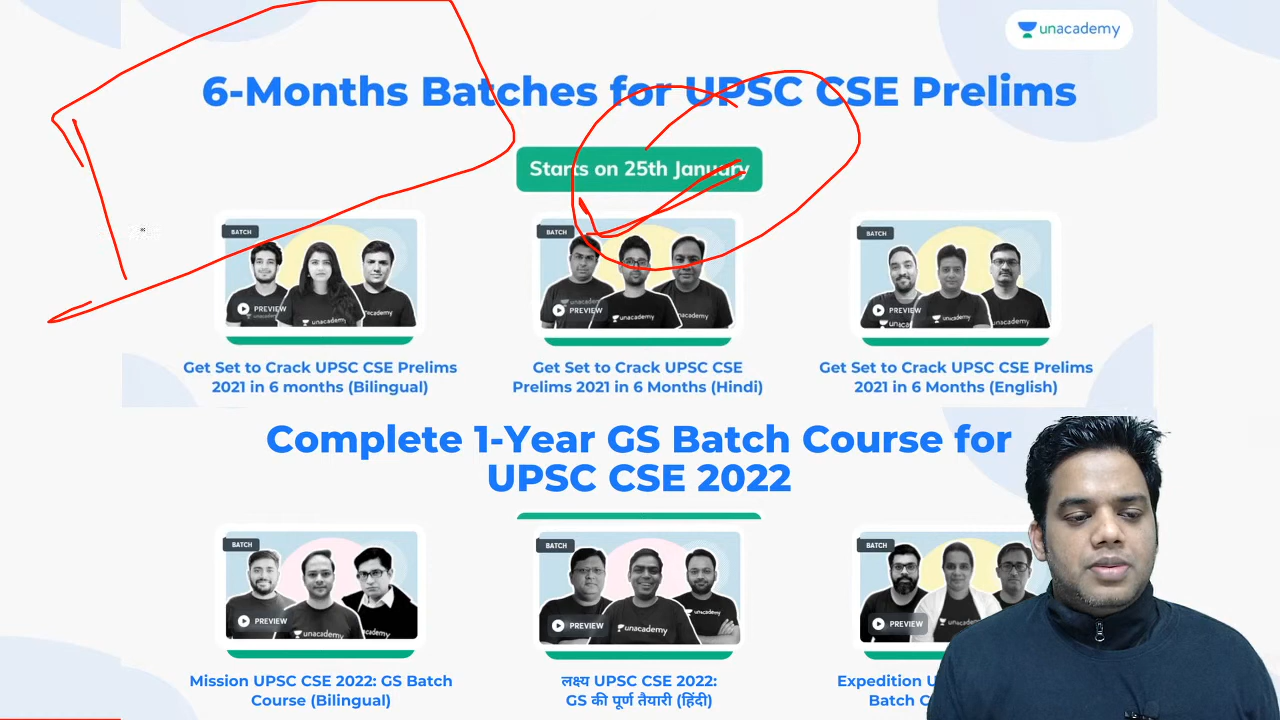 unacademy
6-Months Batches for UPSC CSE Prelims
Starts on 25th January
BATCH
BATCH
BATCH
PREVIEW
PREVIEW
PREVIEW
unacademy
unacademy
unacademy
Get Set to Crack UPSC CSE Prelims
2021 in 6 months (Bilingual)
Get Set to Crack UPSC CSE
Prelims 2021 in 6 Months (Hindi)
Get Set to Crack UPSC CSE Prelims
2021 in 6 Months (English)
Complete 1-Year GS Batch Course for
UPSC CSE 2022
BATCH
BATCH
BATCH
PREVIEW
PREVIEW
PREVIEW
unacademy
Mission UPSC CSE 2022: GS Batch
Course (Bilingual)
लक्ष्य UPSC CSE 2022:
GS की पूर्ण तैयारी (हिंदी)
Expedition
Batch